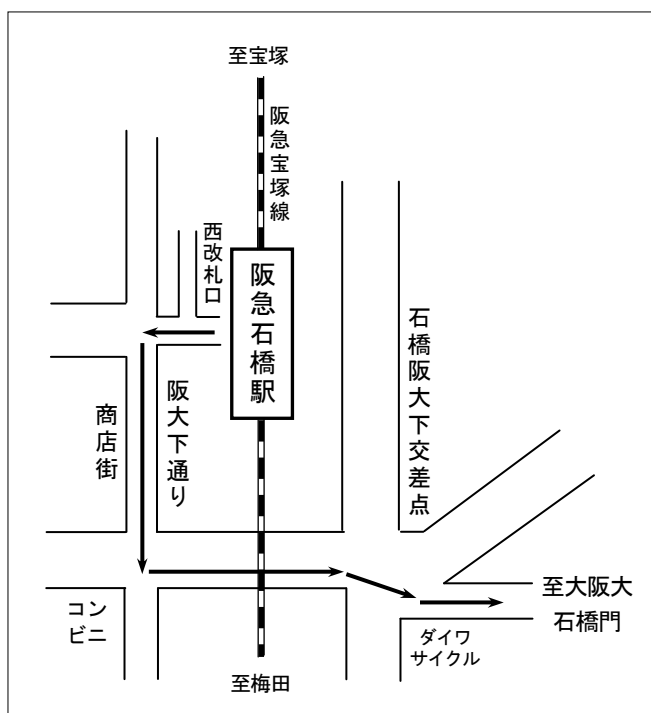 至宝塚
阪急宝塚線
西改札口
阪急石橋駅
石橋阪大下交差点
商店街
阪大下通り
コン
ビニ
至大阪大
石橋門
ダイワ
サイクル
至梅田